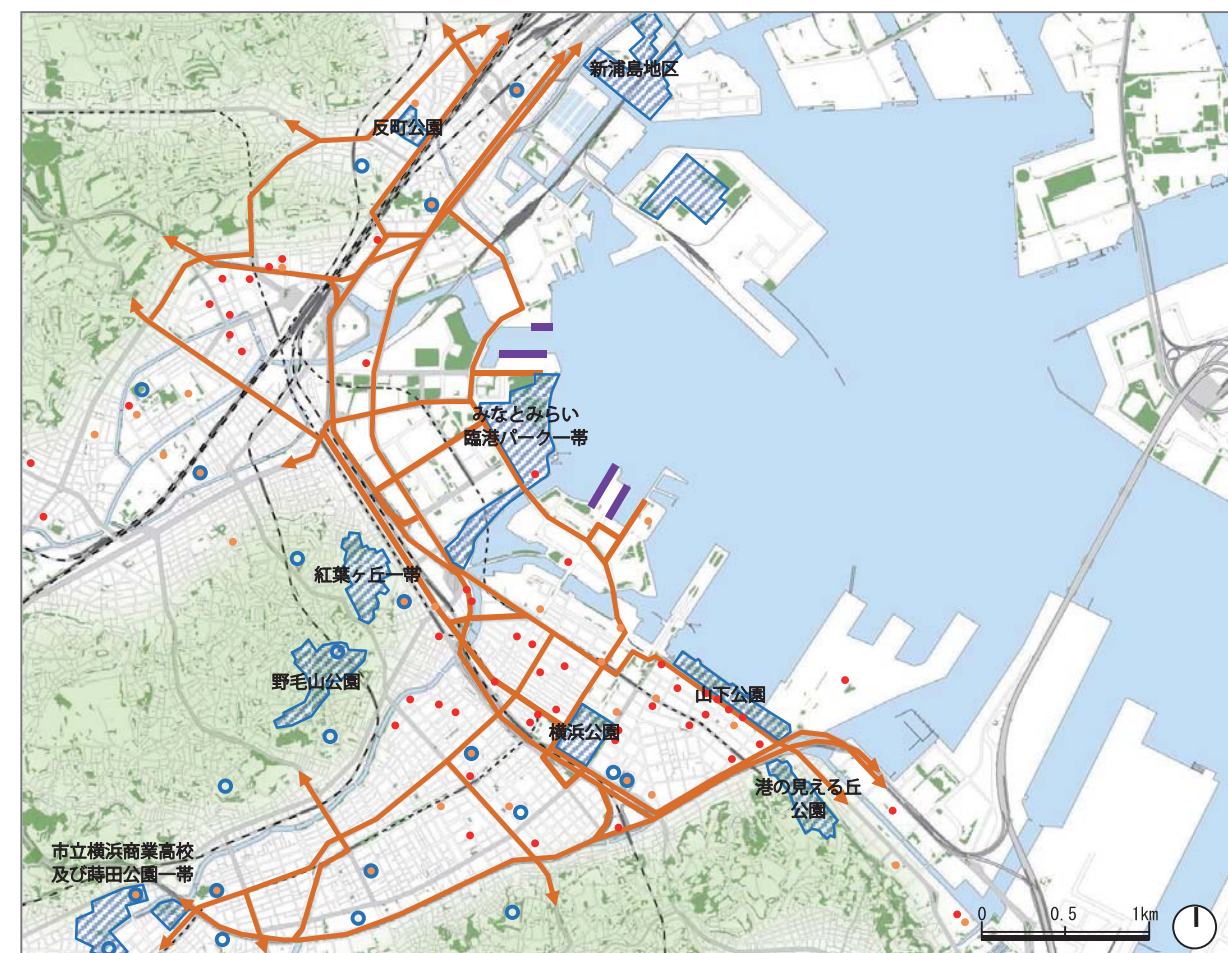 新浦島地区
反町公園
みなとみらい
臨港パーク一帯
紅葉ヶ丘一帯
野毛山公園
山下公園
横浜公園
港の見える丘
公園
市立横浜商業高校
及び蒔田公園一帯
0 0.5 1km